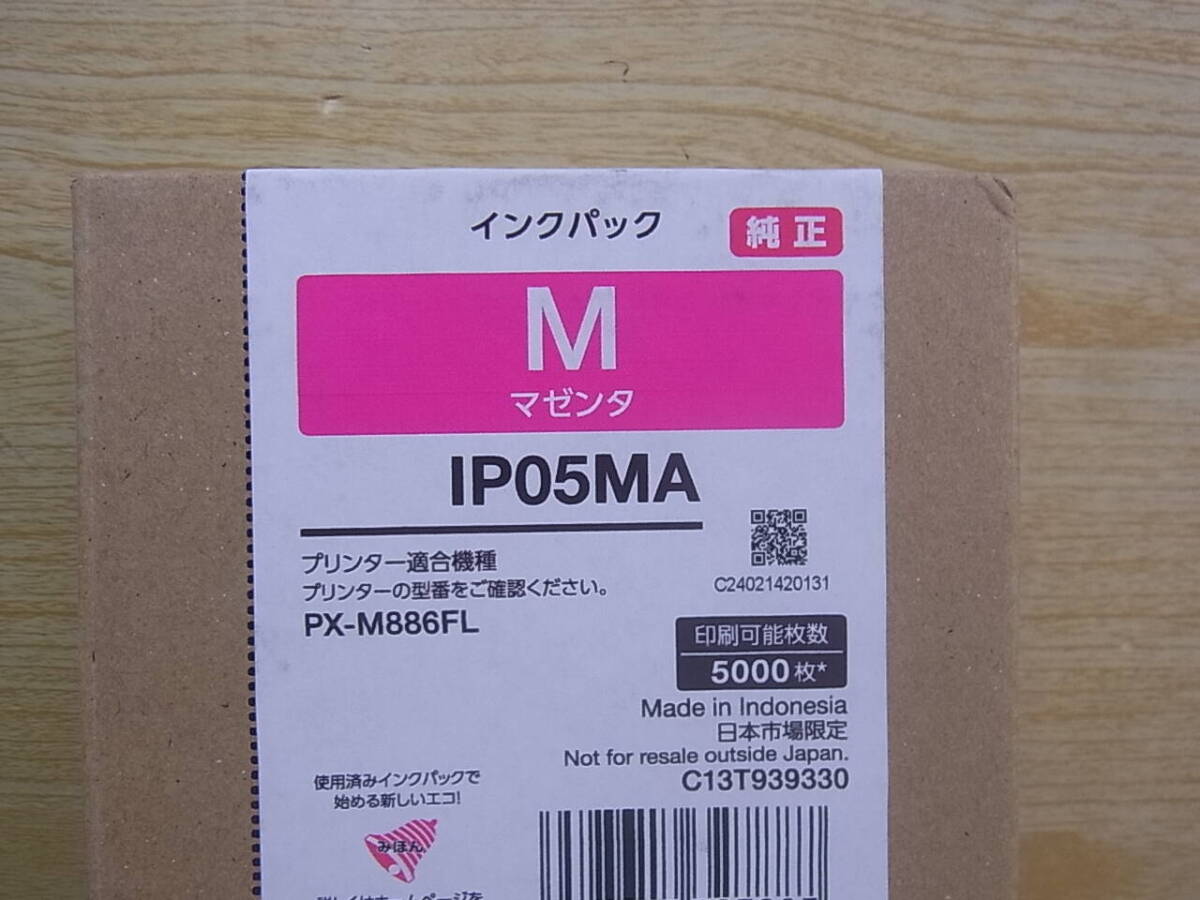 インクパック
純正
M
マゼンタ
IP05MA
プリンター適合機種
プリンターの型番をご確認ください。
PX-M886FL
C24021420131
印刷可能枚数
5000枚*
Made in Indonesia
日本市場限定
Not for resale outside Japan.
C13T939330
使用済みインクパックで
始める新しいエコ!
みほん